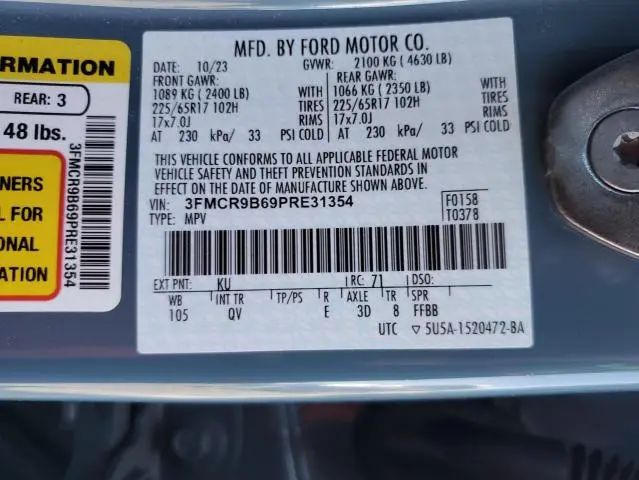 RMATION
REAR: 3
48 lbs.
NERS
L FOR
ONAL
ATION
3FMCR9B69PRE31354
MFD. BY FORD MOTOR CO.
DATE: 10/23 GVWR: 2100 KG ( 4630 LB)
FRONT GAWR: REAR GAWR:
1089 KG ( 2400 LB) WITH 1066 KG ( 2350 LB) WITH
225/65R17 102H TIRES 225/65R17 102H TIRES
17x7.0J RIMS 17x7.0J RIMS
AT 230 kPa/ 33 PSI COLD AT 230 kPa/ 33 PSI COLD
THIS VEHICLE CONFORMS TO ALL APPLICABLE FEDERAL MOTOR
VEHICLE SAFETY AND THEFT PREVENTION STANDARDS IN
EFFECT ON THE DATE OF MANUFACTURE SHOWN ABOVE.
VIN: 3FMCR9B69PRE31354 F0158
TYPE: MPV T0378
EXT PNT: KU RC: 71 DSO:
WB INT TR TP/PS R AXLE TR SPR
105 QV E 3D 8 FFBB
UTC ▽ 5U5A-1520472-BA